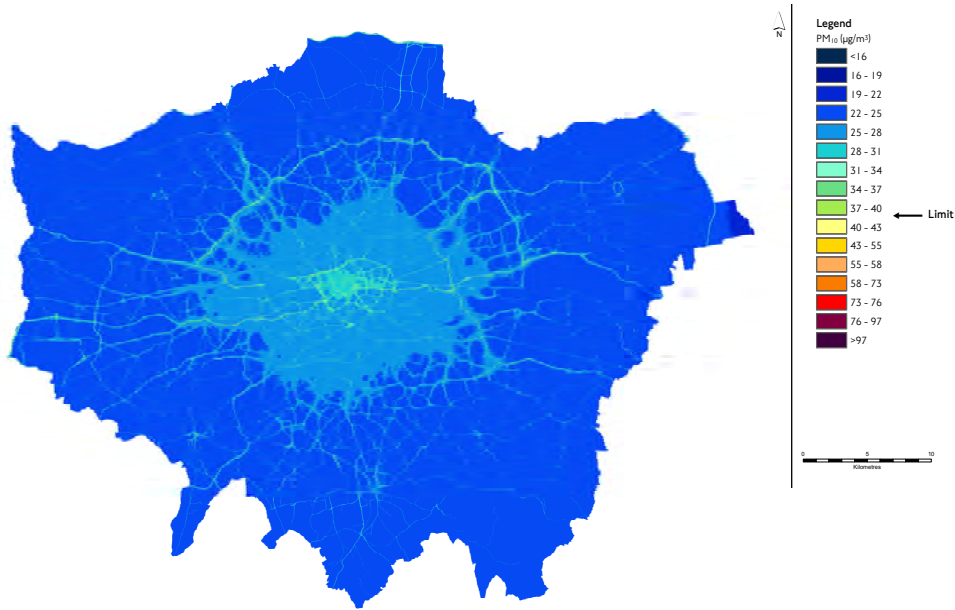 N
Legend
PM₁₀ (µg/m³)
<16
16 - 19
19 - 22
22 - 25
25 - 28
28 - 31
31 - 34
34 - 37
37 - 40
Limit
40 - 43
43 - 55
55 - 58
58 - 73
73 - 76
76 - 97
>97
0 5 10
Kilometres